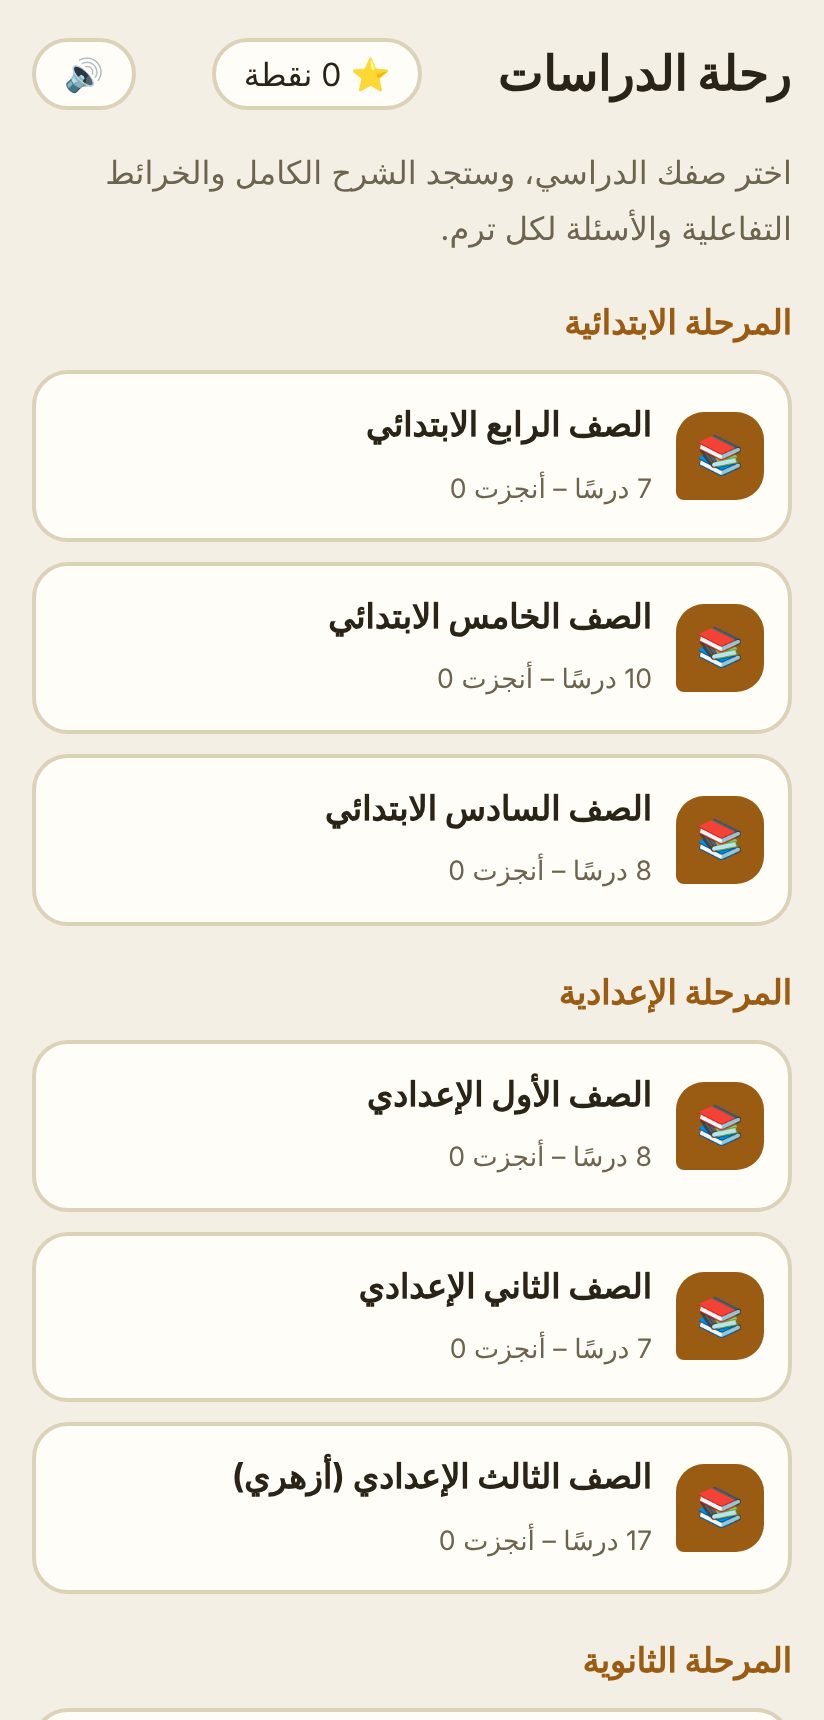 رحلة الدراسات
⭐ 0 نقطة
🔊
اختر صفك الدراسي، وستجد الشرح الكامل والخرائط
التفاعلية والأسئلة لكل ترم.
المرحلة الابتدائية
الصف الرابع الابتدائي
7 درسًا – أنجزت 0
الصف الخامس الابتدائي
10 درسًا – أنجزت 0
الصف السادس الابتدائي
8 درسًا – أنجزت 0
المرحلة الإعدادية
الصف الأول الإعدادي
8 درسًا – أنجزت 0
الصف الثاني الإعدادي
7 درسًا – أنجزت 0
الصف الثالث الإعدادي (أزهري)
17 درسًا – أنجزت 0
المرحلة الثانوية